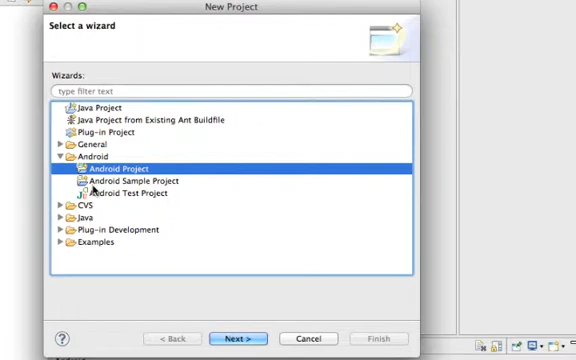 New Project
Select a wizard
Wizards:
type filter text
Java Project
Java Project from Existing Ant Buildfile
Plug-in Project
General
Android
Android Project
Android Sample Project
Android Test Project
CVS
Java
Plug-in Development
Examples
? < Back Next > Cancel Finish